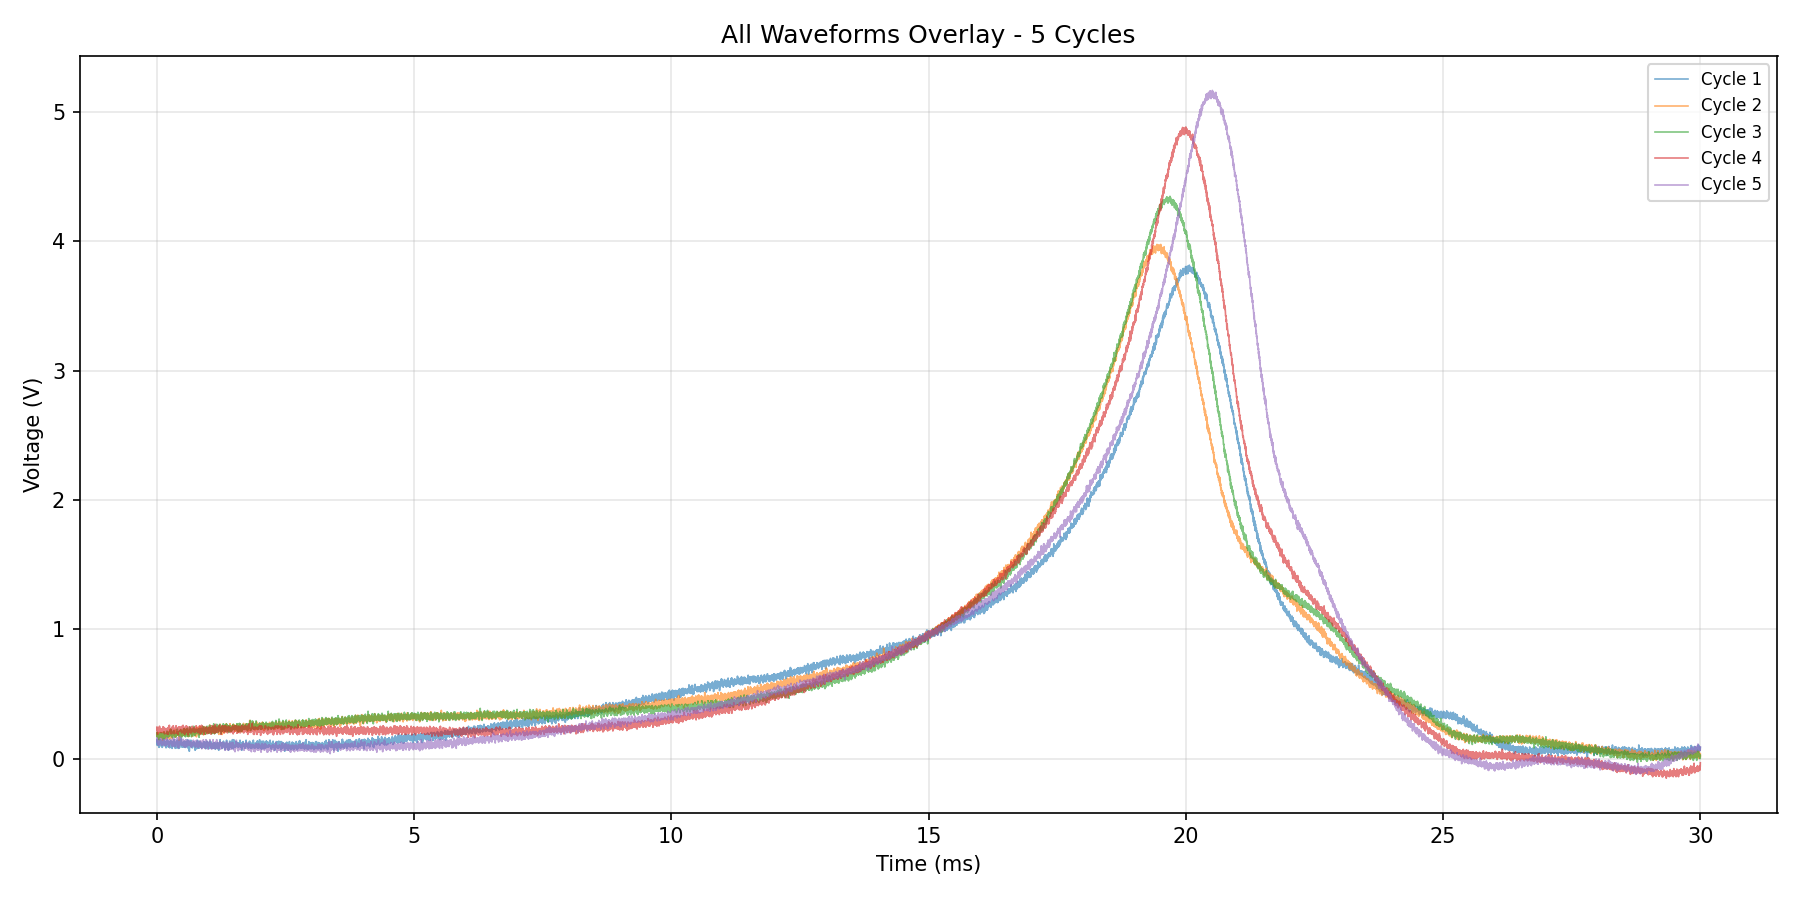 All Waveforms Overlay - 5 Cycles
Cycle 1
Cycle 2
Cycle 3
Cycle 4
Cycle 5
Voltage (V)
5
4
3
2
1
0
0 5 10 15 20 25 30
Time (ms)